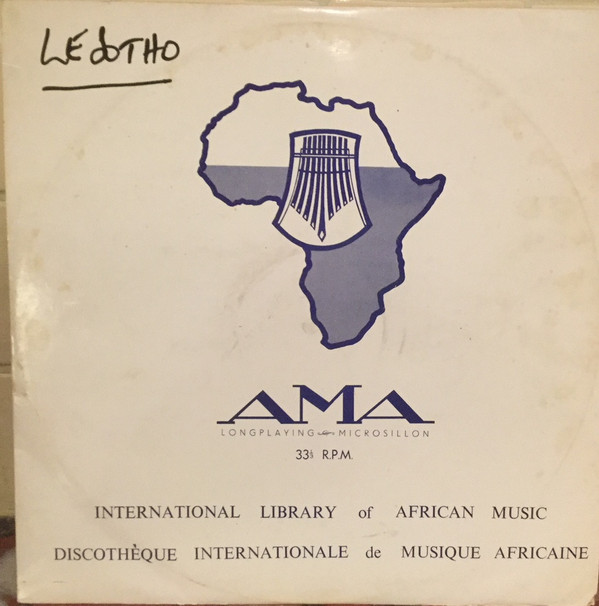 LESOTHO
AMA
LONGPLAYING MICROSILLON
33⅓ R.P.M.
INTERNATIONAL LIBRARY of AFRICAN MUSIC
DISCOTHÈQUE INTERNATIONALE de MUSIQUE AFRICAINE